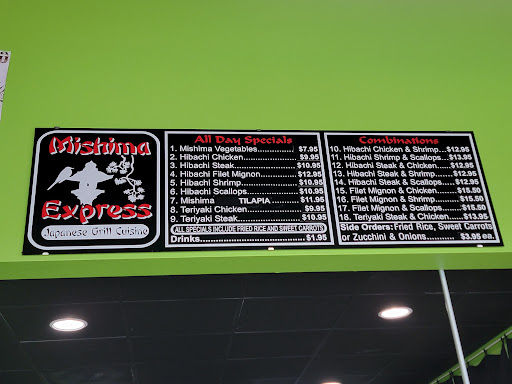 Mishima
Express
Japanese Grill Cuisine
All Day Specials
1. Mishima Vegetables............ $7.95
2. Hibachi Chicken................$9.95
3. Hibachi Steak..................$10.95
4. Hibachi Filet Mignon...........$12.95
5. Hibachi Shrimp.................$10.95
6. Hibachi Scallops...............$10.95
7. Mishima TILAPIA......$11.95
8. Teriyaki Chicken...............$9.95
9. Teriyaki Steak.................$10.95
ALL SPECIALS INCLUDE FRIED RICE AND SWEET CARROTS
Drinks............................$1.95
Combinations
10. Hibachi Chicken & Shrimp...$12.95
11. Hibachi Shrimp & Scallops...$13.95
12. Hibachi Steak & Chicken.....$12.95
13. Hibachi Steak & Shrimp......$12.95
14. Hibachi Steak & Scallops....$12.95
15. Filet Mignon & Chicken.....$15.50
16. Filet Mignon & Shrimp......$15.50
17. Filet Mignon & Scallops.....$15.50
18. Teriyaki Steak & Chicken....$13.95
Side Orders: Fried Rice, Sweet Carrots
or Zucchini & Onions.......... $3.95 ea.